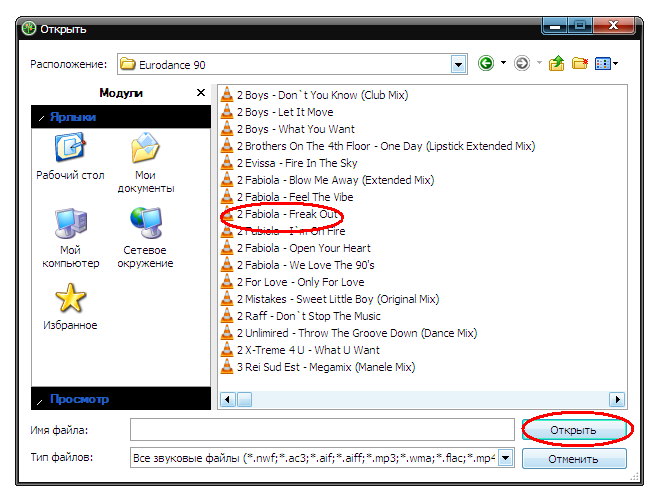 Открыть
Расположение: Eurodance 90
Модули
Ярлыки
Рабочий стол
Мои документы
Мой компьютер
Сетевое окружение
Избранное
Просмотр
2 Boys - Don`t You Know (Club Mix)
2 Boys - Let It Move
2 Boys - What You Want
2 Brothers On The 4th Floor - One Day (Lipstick Extended Mix)
2 Evissa - Fire In The Sky
2 Fabiola - Blow Me Away (Extended Mix)
2 Fabiola - Feel The Vibe
2 Fabiola - Freak Out
2 Fabiola - I`m On Fire
2 Fabiola - Open Your Heart
2 Fabiola - We Love The 90's
2 For Love - Only For Love
2 Mistakes - Sweet Little Boy (Original Mix)
2 Raff - Don`t Stop The Music
2 Unlimired - Throw The Groove Down (Dance Mix)
2 X-Treme 4 U - What U Want
3 Rei Sud Est - Megamix (Manele Mix)
Имя файла: Открыть
Тип файлов: Все звуковые файлы (*.nwf;*.ac3;*.aif;*.aiff;*.mp3;*.wma;*.flac;*.mp4 Отменить